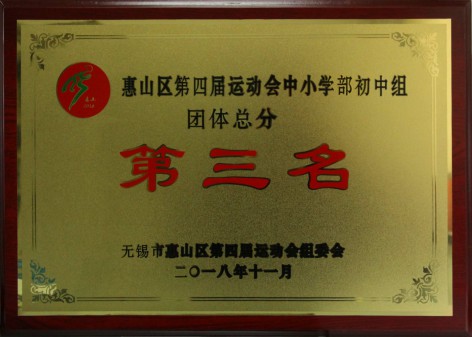 惠山区第四届运动会中小学部初中组
团体总分
第三名
无锡市惠山区第四届运动会组委会
二〇一八年十一月